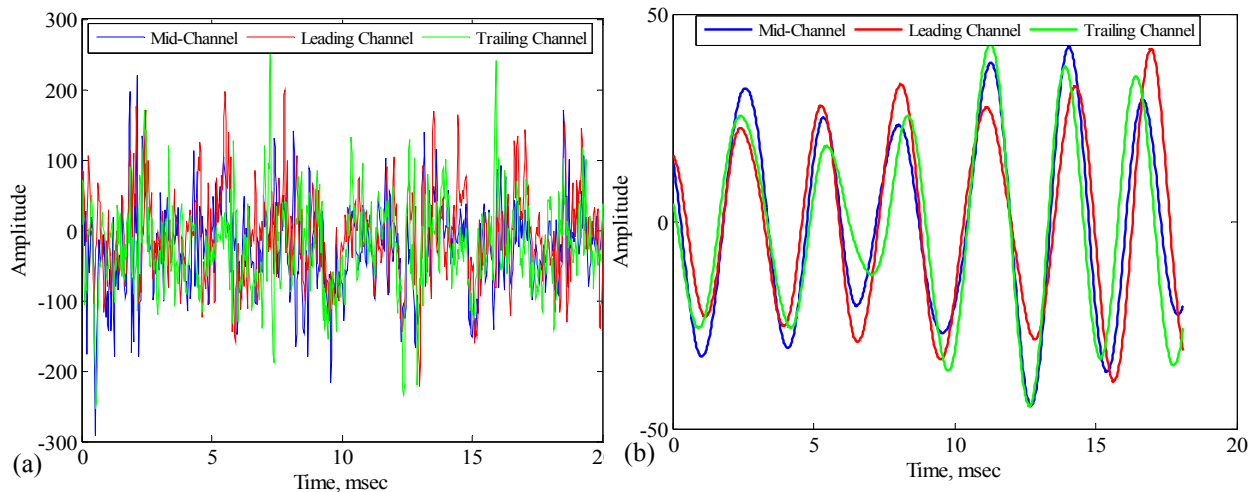 300
200
100
0
-100
-200
-300
Amplitude
Mid-Channel Leading Channel Trailing Channel
0 5 10 15 20
Time, msec
(a)
50
0
-50
Amplitude
Mid-Channel Leading Channel Trailing Channel
0 5 10 15 20
Time, msec
(b)